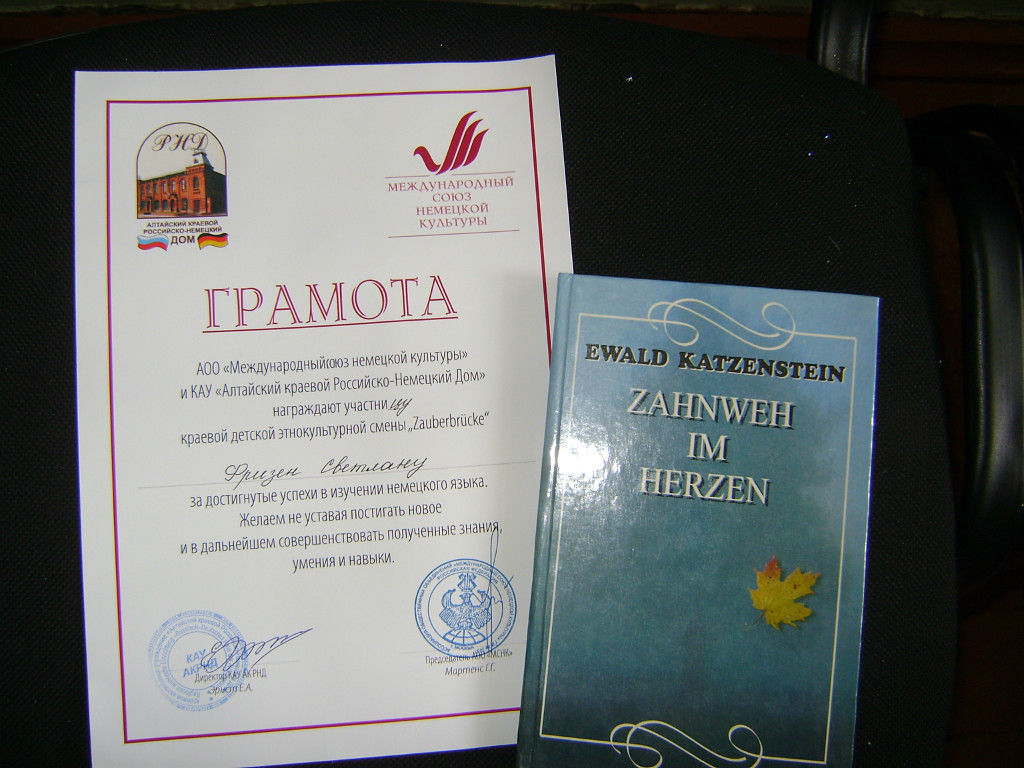 РНД
АЛТАЙСКИЙ КРАЕВОЙ
РОССИЙСКО-НЕМЕЦКИЙ
ДОМ
МЕЖДУНАРОДНЫЙ
СОЮЗ
НЕМЕЦКОЙ
КУЛЬТУРЫ
ГРАМОТА
АОО «Международныйсоюз немецкой культуры»
и КАУ «Алтайский краевой Российско-Немецкий Дом»
награждают участницу
краевой детской этнокультурной смены „Zauberbrücke“
Фризен Светлану
за достигнутые успехи в изучении немецкого языка.
Желаем не уставая постигать новое
и в дальнейшем совершенствовать полученные знания,
умения и навыки.
КАУ
АКРНД
Директор КАУ АКРНД
Председатель АОО «МСНК»
Мартенс Г.Г.
EWALD KATZENSTEIN
ZAHNWEH
IM
HERZEN